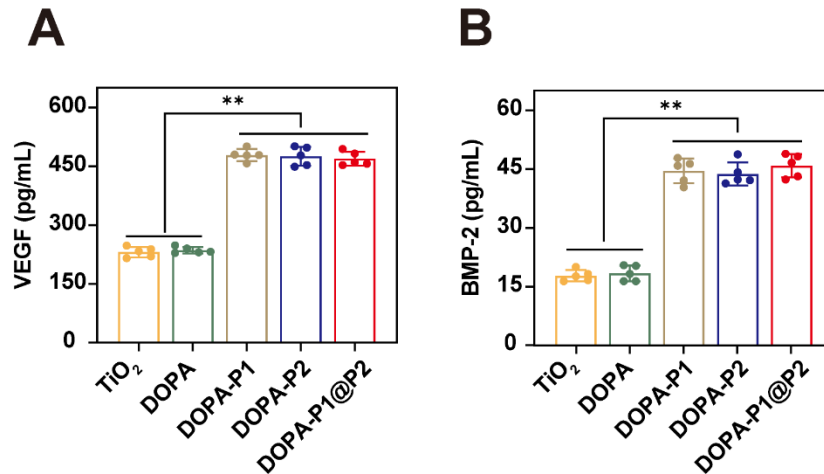 A
VEGF (pg/mL)
600
450
300
150
0
**
TiO₂
DOPA
DOPA-P1
DOPA-P2
DOPA-P1@P2
B
BMP-2 (pg/mL)
60
45
30
15
0
**
TiO₂
DOPA
DOPA-P1
DOPA-P2
DOPA-P1@P2